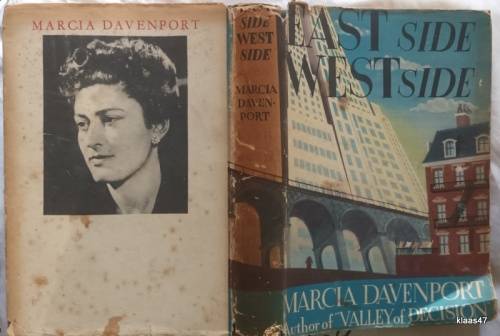 MARCIA DAVENPORT
SIDE
WEST
SIDE
MARCIA
DAVEN-
PORT
EAST SIDE
WEST SIDE
MARCIA DAVENPORT
Author of "VALLEY of DECISION
klaas47